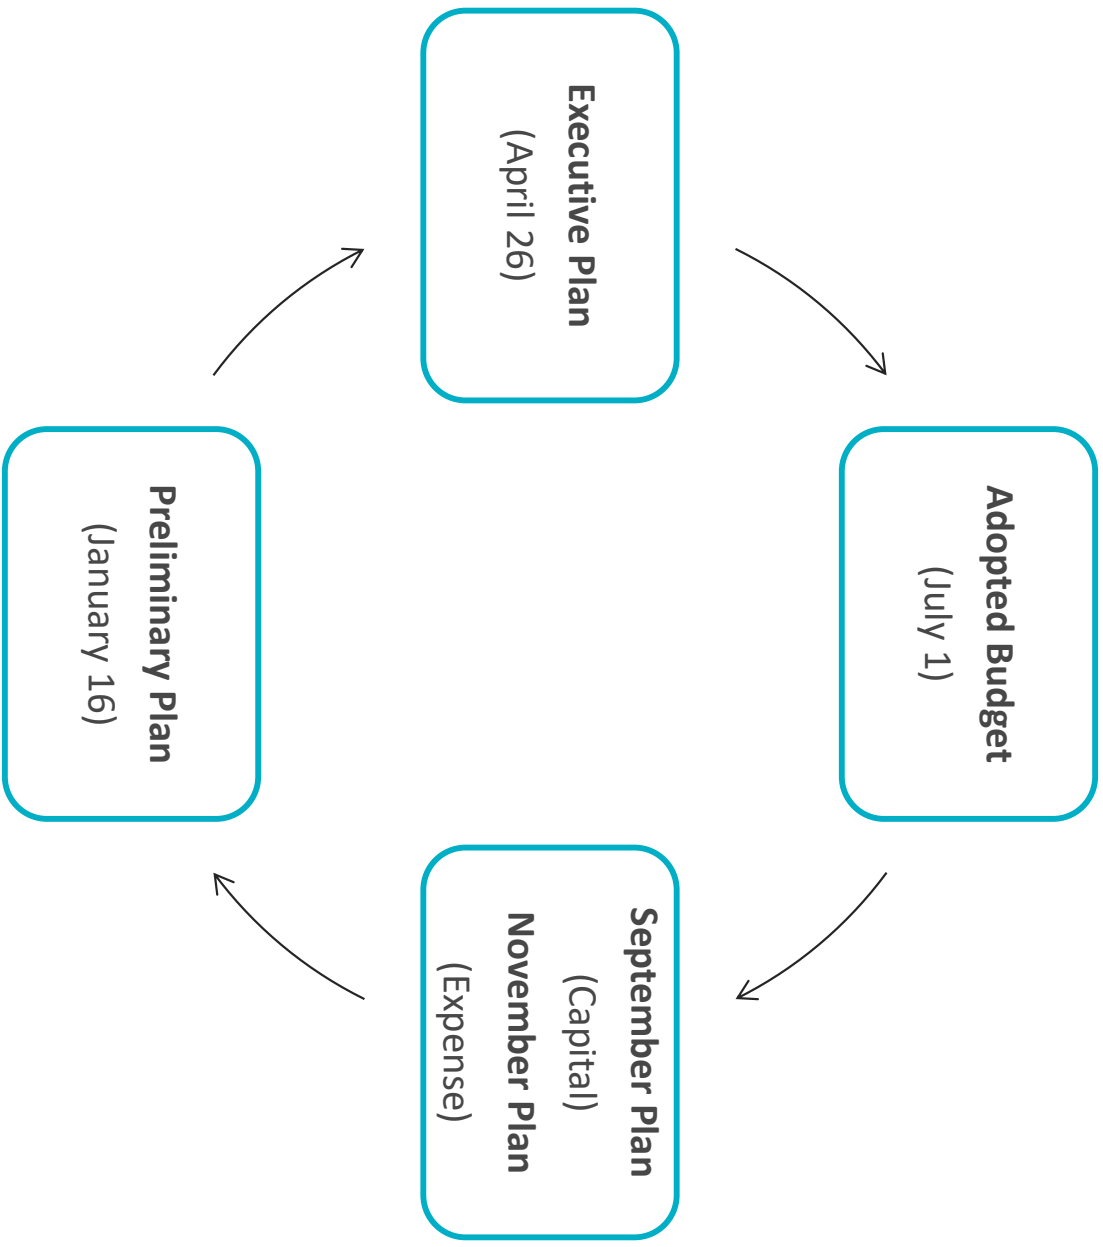 Adopted Budget
(July 1)
September Plan
(Capital)
November Plan
(Expense)
Preliminary Plan
(January 16)
Executive Plan
(April 26)